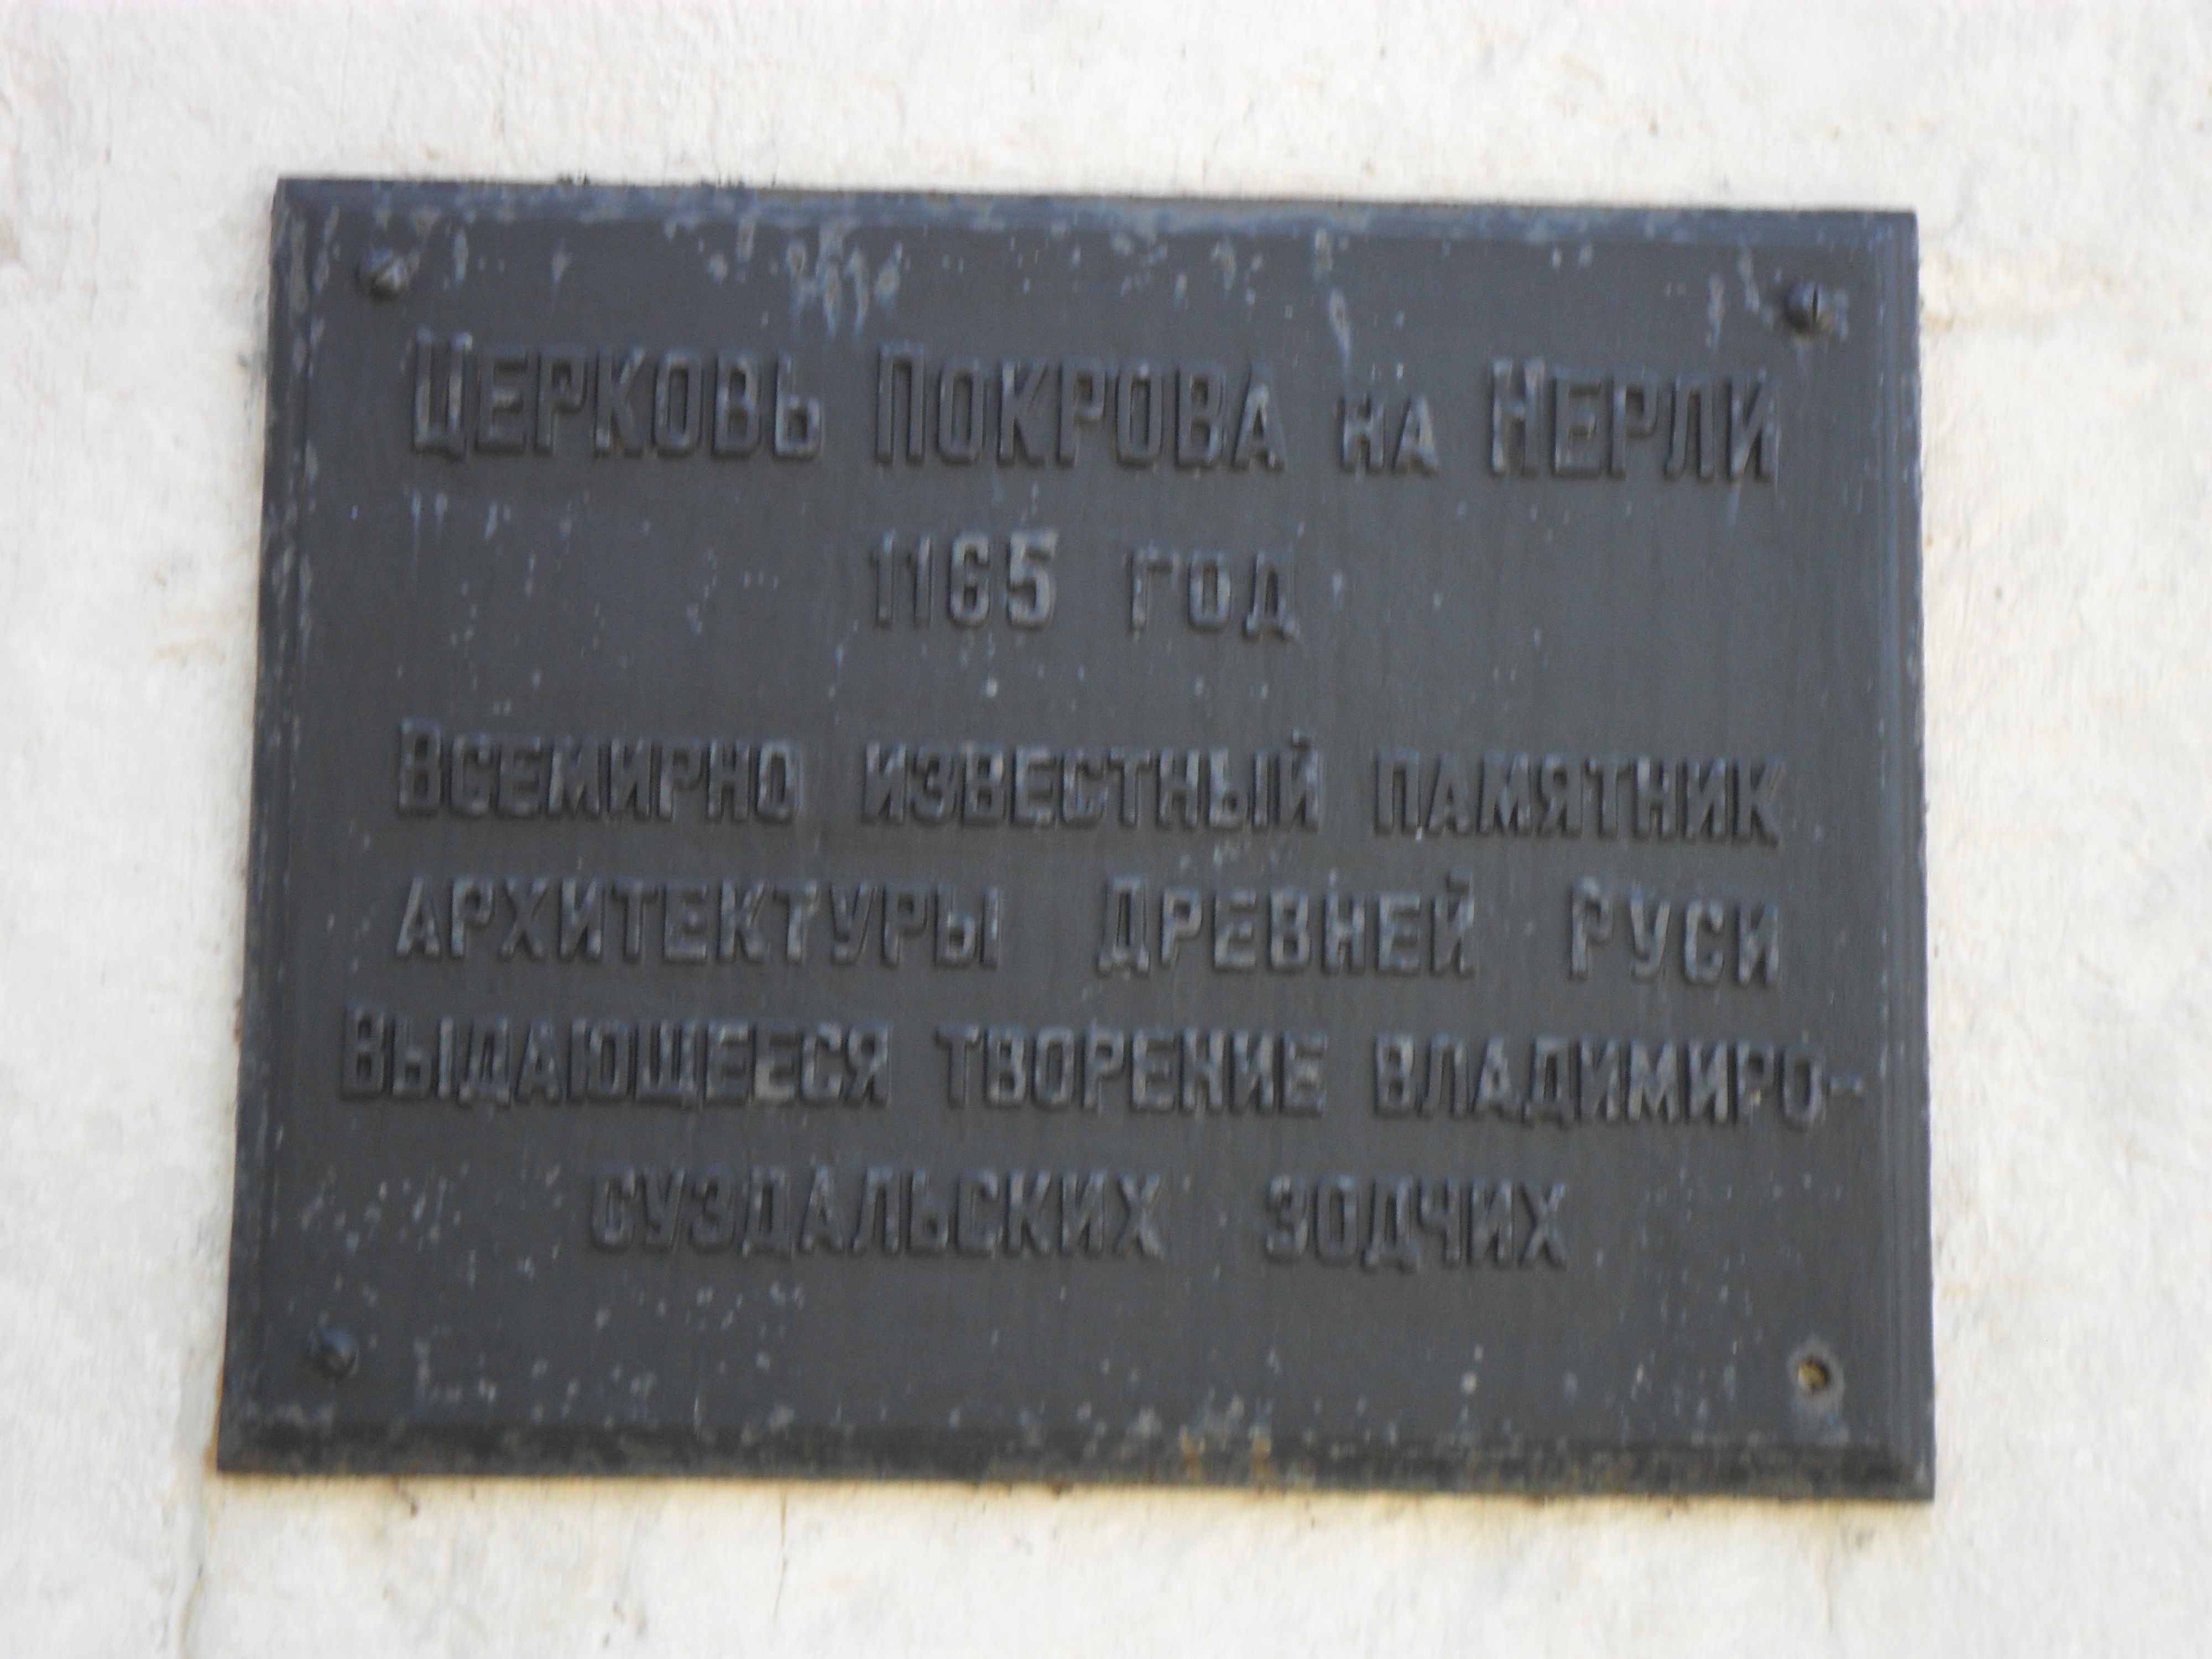 Церковь Покрова на Нерли
1165 год
Всемирно известный памятник
архитектуры Древней Руси
Выдающееся творение владимиро-
суздальских зодчих